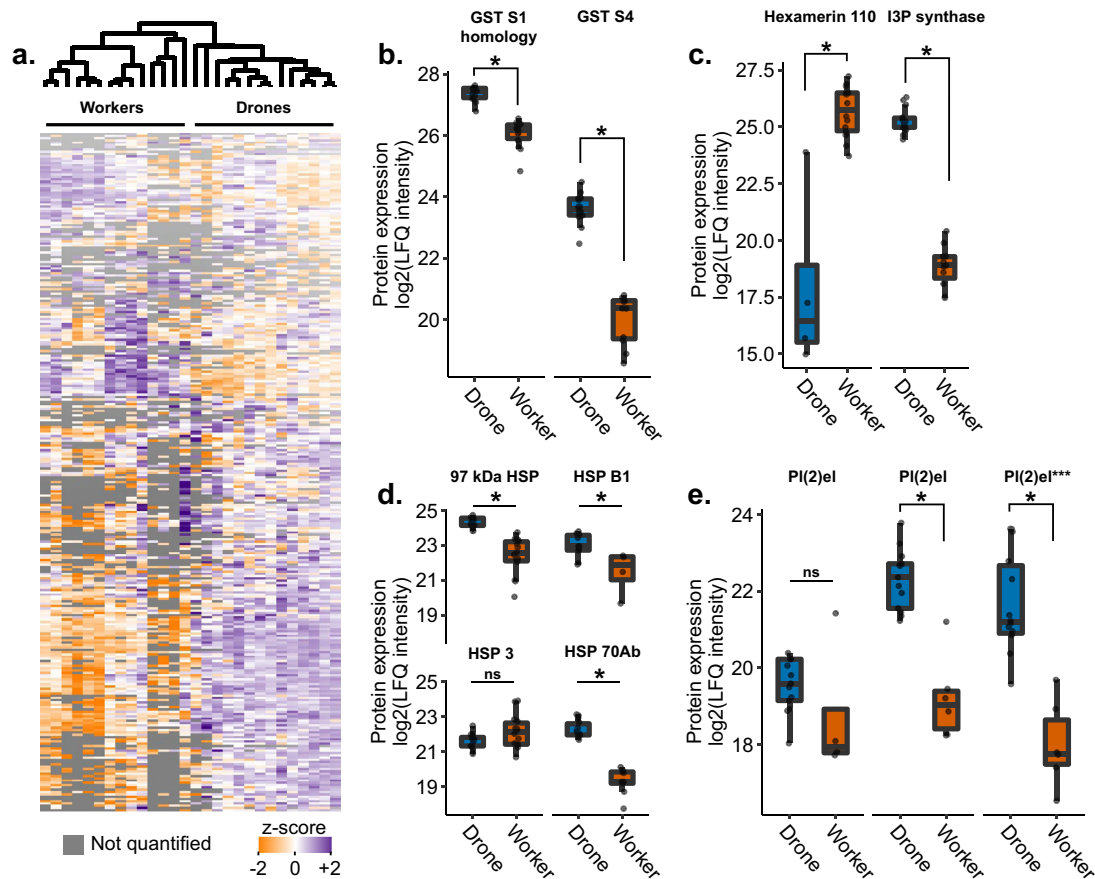 a.
Workers
Drones
Not quantified
z-score
-2
0
+2
b.
GST S1
homology
GST S4
Protein expression
log2(LFQ intensity)
28
26
24
22
20
*
*
Drone
Worker
Drone
Worker
c.
Hexamerin 110
I3P synthase
Protein expression
log2(LFQ intensity)
27.5
25.0
22.5
20.0
17.5
15.0
*
*
Drone
Worker
Drone
Worker
d.
97 kDa HSP
HSP B1
*
*
25
23
21
19
HSP 3
HSP 70Ab
ns
*
25
23
21
19
Protein expression
log2(LFQ intensity)
Drone
Worker
Drone
Worker
e.
PI(2)el
PI(2)el
PI(2)el***
ns
*
*
24
22
20
18
Protein expression
log2(LFQ intensity)
Drone
Worker
Drone
Worker
Drone
Worker